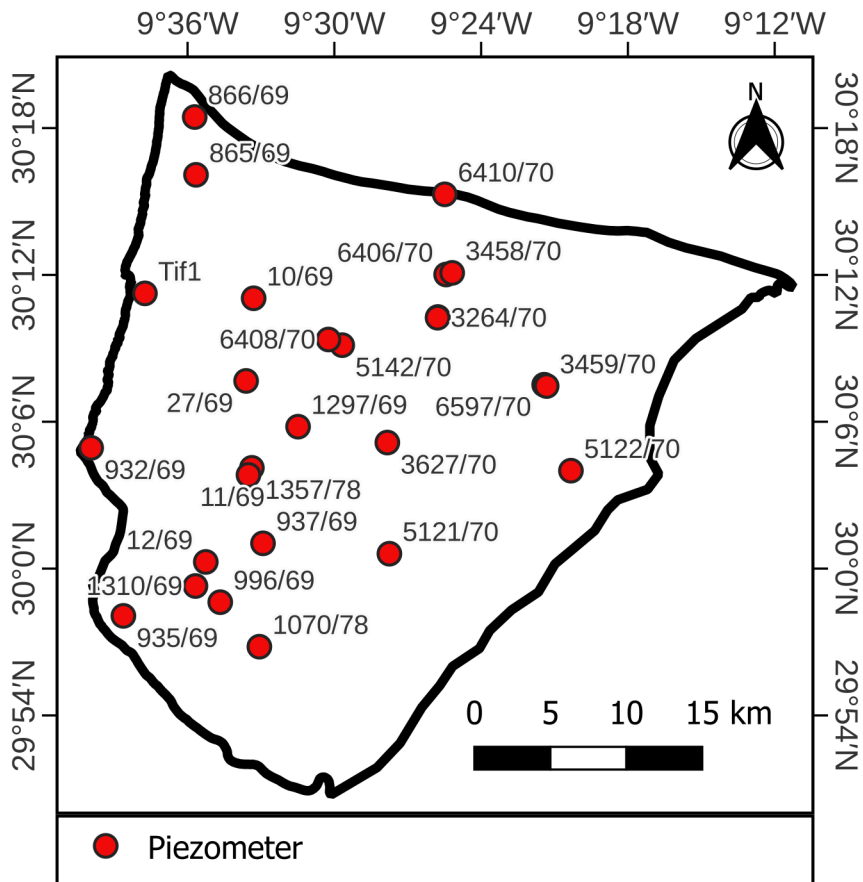 9°36′W 9°30′W 9°24′W 9°18′W 9°12′W
30°18′N
30°12′N
30°6′N
30°0′N
29°54′N
30°18′N
30°12′N
30°6′N
30°0′N
29°54′N
N
866/69
865/69
6410/70
6406/70 3458/70
Tif1 10/69
3264/70
6408/70
5142/70 3459/70
27/69 1297/69 6597/70
5122/70
932/69 3627/70
11/69 1357/78
937/69
12/69 5121/70
1310/69 996/69
935/69 1070/78
0 5 10 15 km
Piezometer